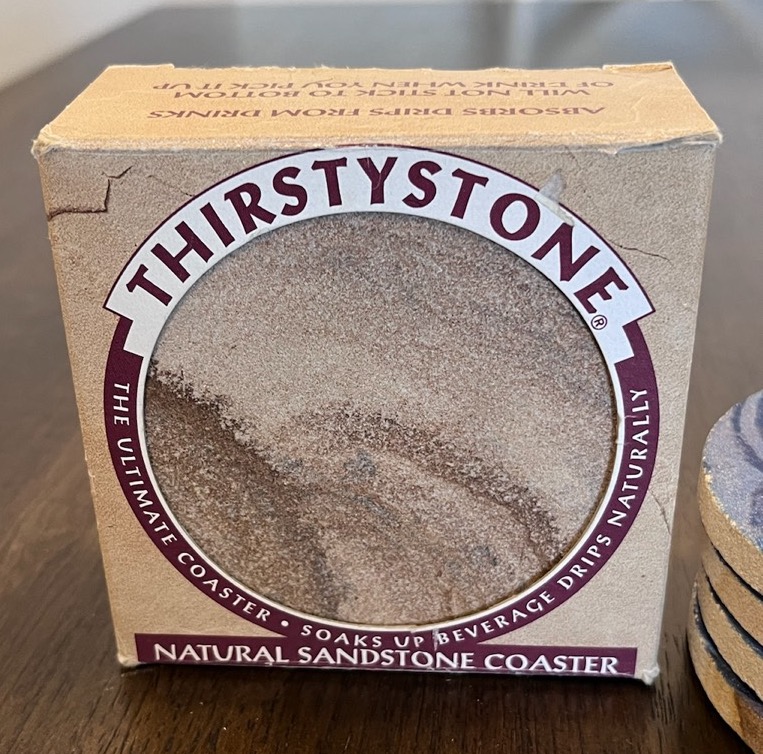 ABSORBS DRIPS FROM DRINKS
WILL NOT STICK TO BOTTOM
OF DRINK WHEN YOU PICK IT UP
THIRSTYSTONE®
THE ULTIMATE COASTER • SOAKS UP BEVERAGE DRIPS NATURALLY
NATURAL SANDSTONE COASTER